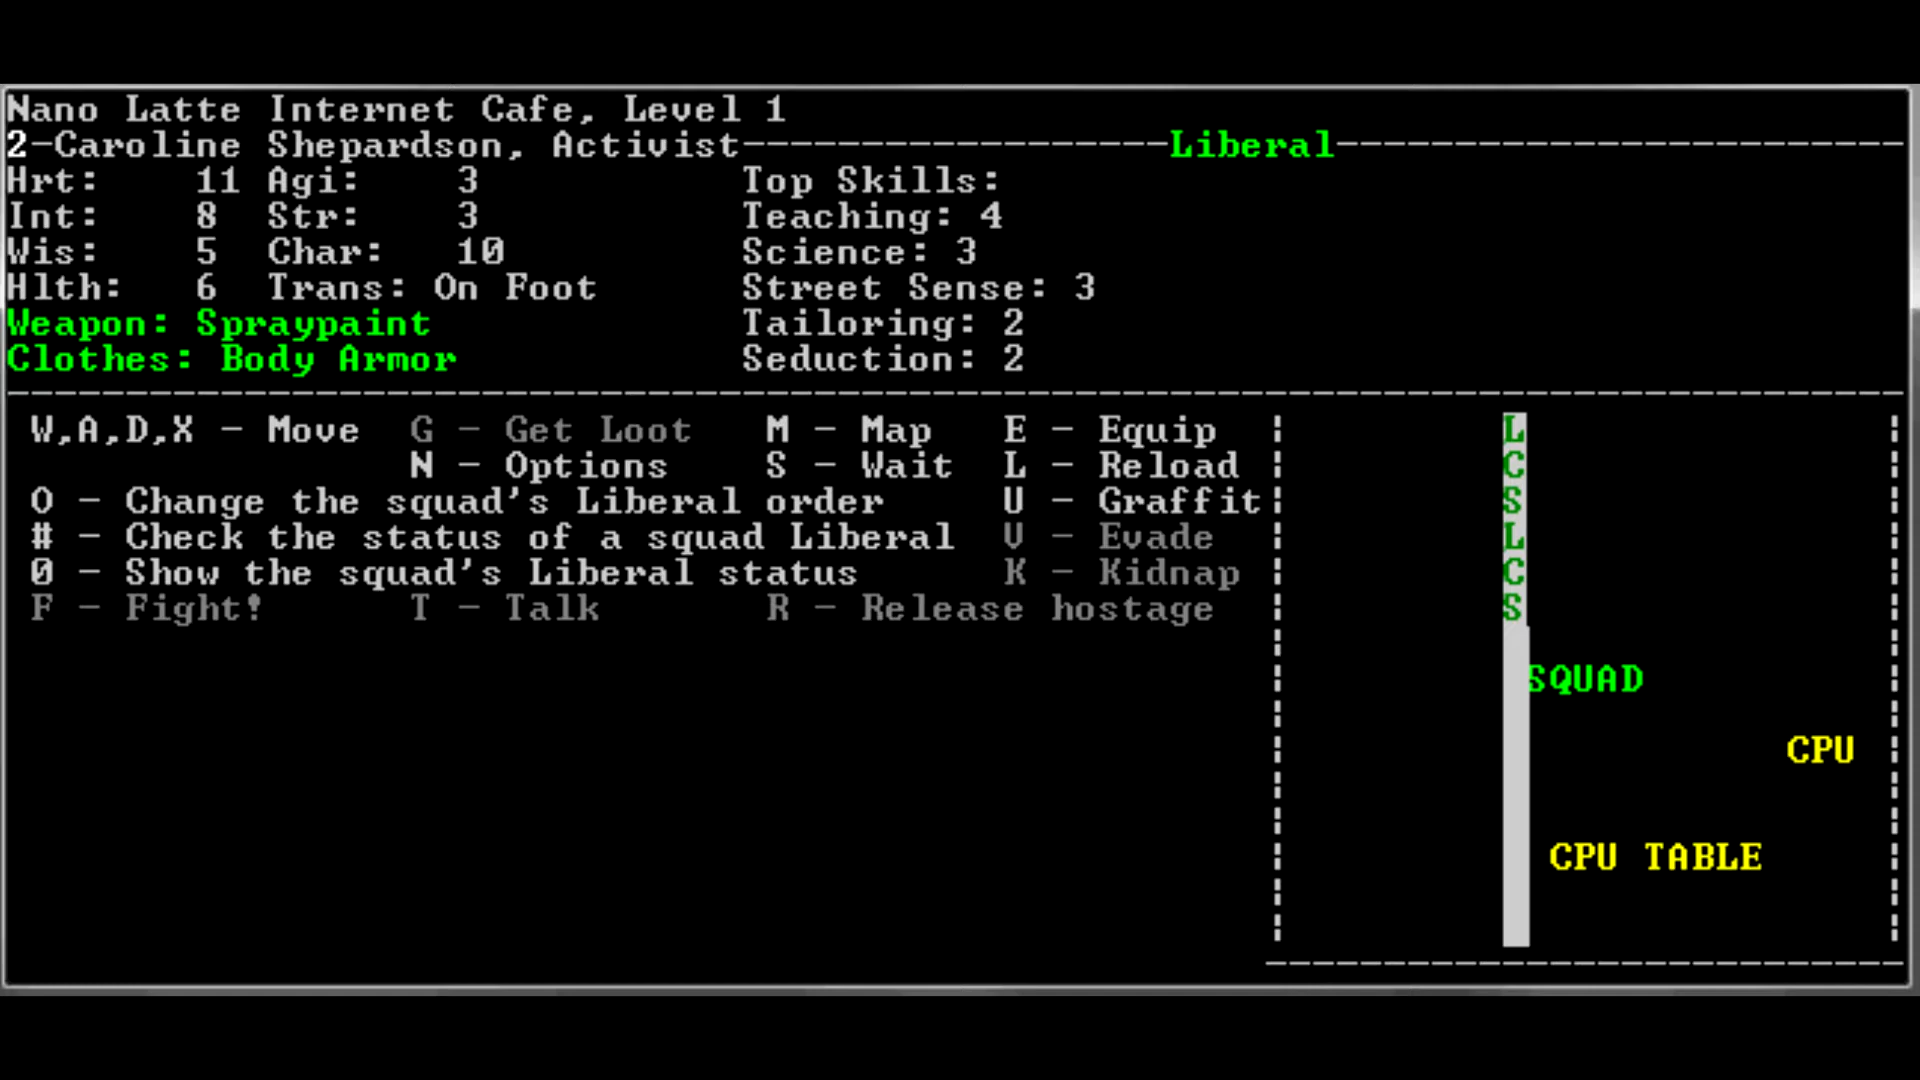 Nano Latte Internet Cafe, Level 1
2-Caroline Shepardson, Activist------------------Liberal------------------------
Hrt: 11 Agi: 3 Top Skills:
Int: 8 Str: 3 Teaching: 4
Wis: 5 Char: 10 Science: 3
Hlth: 6 Trans: On Foot Street Sense: 3
Weapon: Spraypaint Tailoring: 2
Clothes: Body Armor Seduction: 2
W,A,D,X - Move G - Get Loot M - Map E - Equip L
N - Options S - Wait L - Reload C
O - Change the squad's Liberal order U - Graffit S
# - Check the status of a squad Liberal V - Evade L
0 - Show the squad's Liberal status K - Kidnap C
F - Fight! T - Talk R - Release hostage S
SQUAD
CPU
CPU TABLE